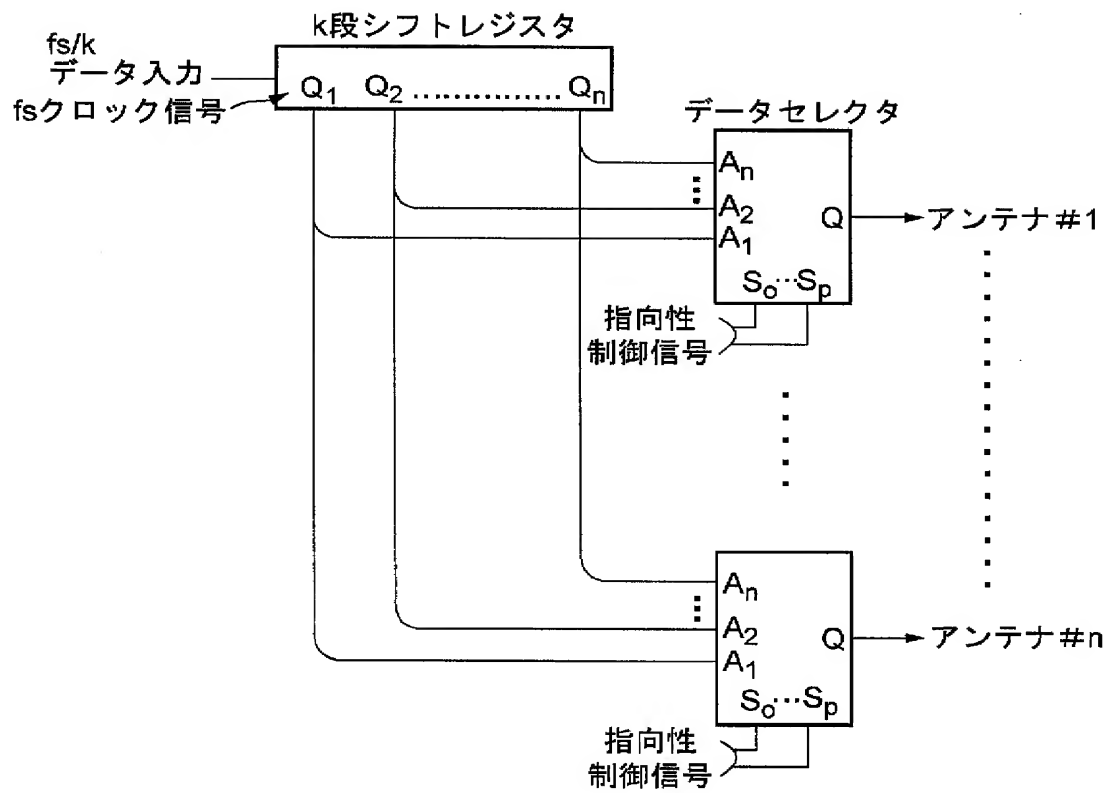 k段シフトレジスタ
fs/k
データ入力
fsクロック信号
Q1 Q2 ............... Qn
データセレクタ
An
A2
A1
Q
アンテナ#1
So…Sp
指向性
制御信号
An
A2
A1
Q
アンテナ#n
So…Sp
指向性
制御信号